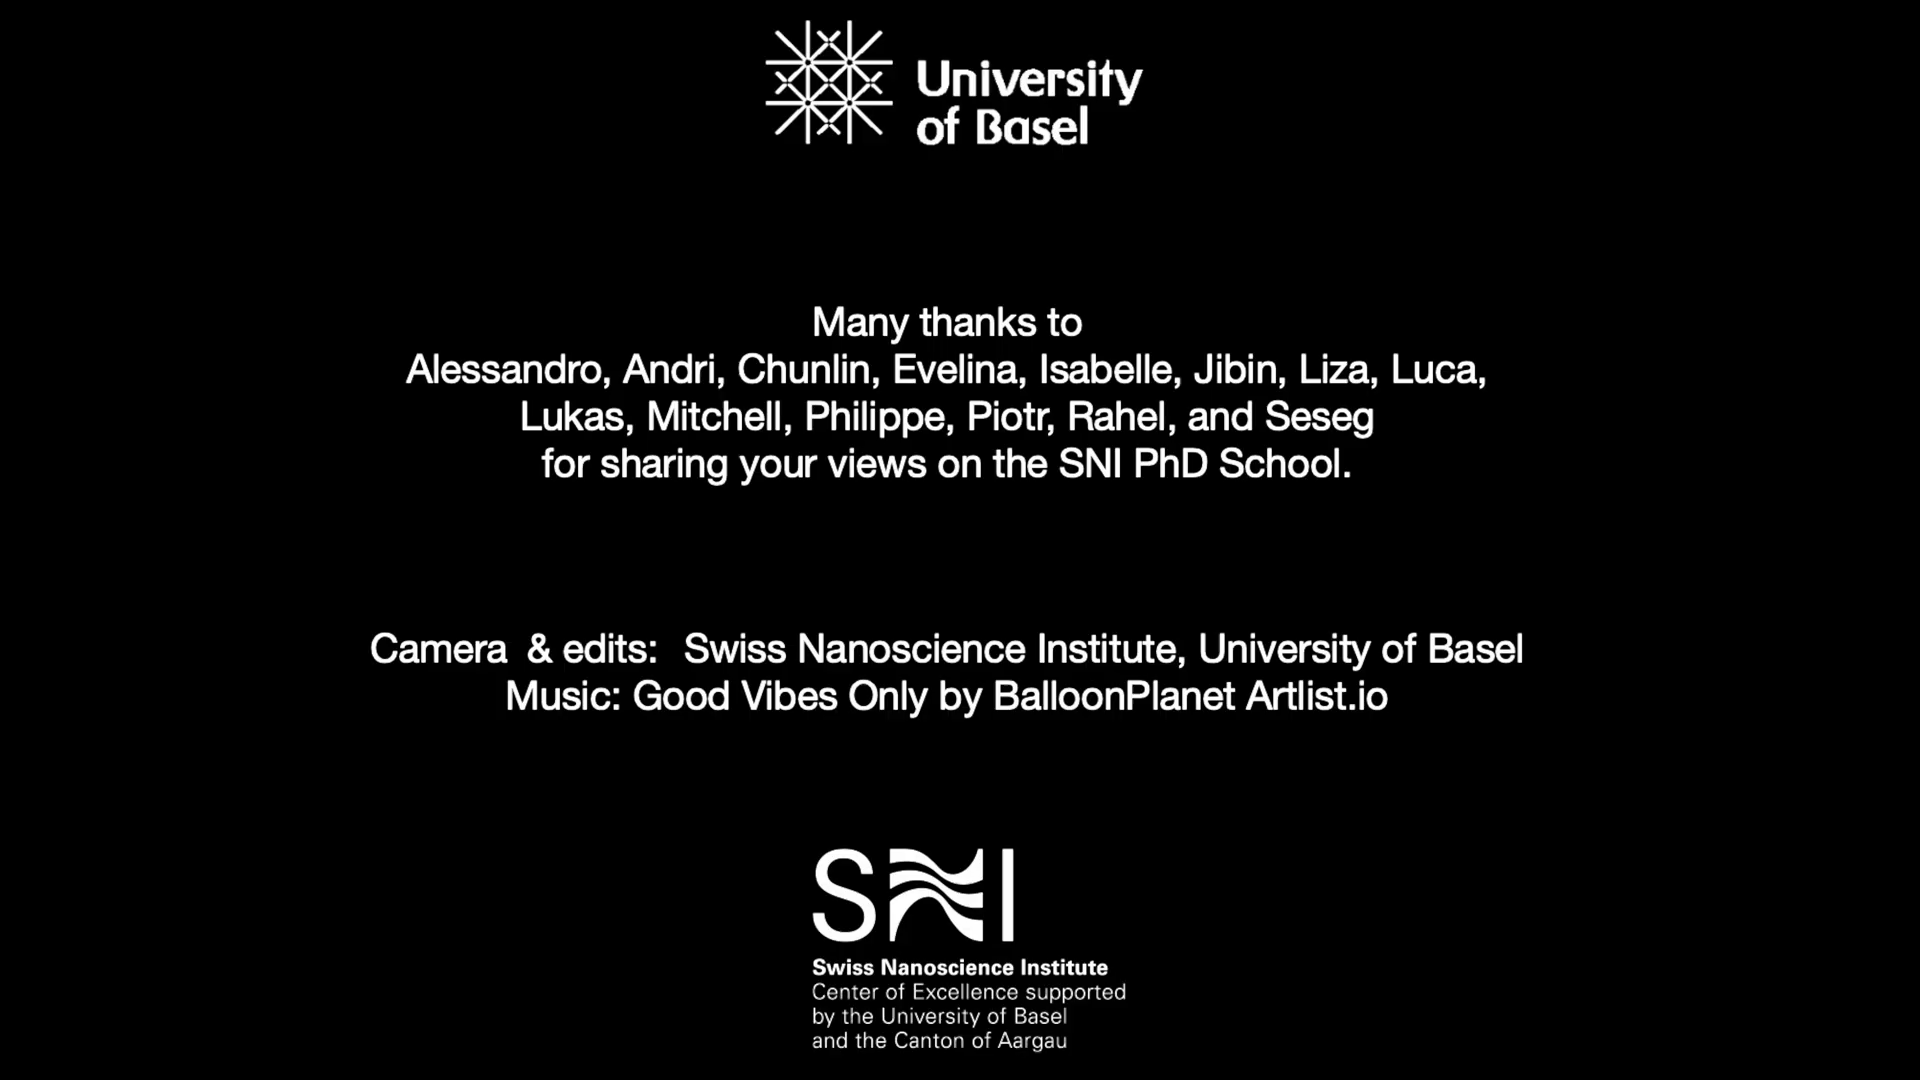 University
of Basel
Many thanks to
Alessandro, Andri, Chunlin, Evelina, Isabelle, Jibin, Liza, Luca,
Lukas, Mitchell, Philippe, Piotr, Rahel, and Seseg
for sharing your views on the SNI PhD School.
Camera & edits: Swiss Nanoscience Institute, University of Basel
Music: Good Vibes Only by BalloonPlanet Artlist.io
SNI
Swiss Nanoscience Institute
Center of Excellence supported
by the University of Basel
and the Canton of Aargau